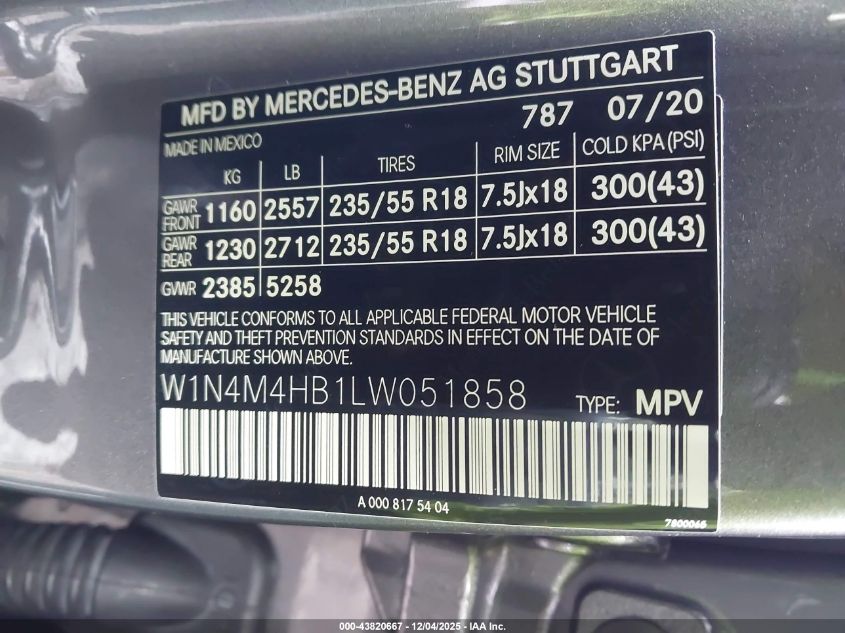 MFD BY MERCEDES-BENZ AG STUTTGART
787 07/20
MADE IN MEXICO
KG LB TIRES RIM SIZE COLD KPA (PSI)
GAWR FRONT 1160 2557 235/55 R18 7.5Jx18 300(43)
GAWR REAR 1230 2712 235/55 R18 7.5Jx18 300(43)
GVWR 2385 5258
THIS VEHICLE CONFORMS TO ALL APPLICABLE FEDERAL MOTOR VEHICLE
SAFETY AND THEFT PREVENTION STANDARDS IN EFFECT ON THE DATE OF
MANUFACTURE SHOWN ABOVE.
W1N4M4HB1LW051858 TYPE: MPV
A 000 817 54 04
7800065
000-43820667 - 12/04/2025 - IAA Inc.